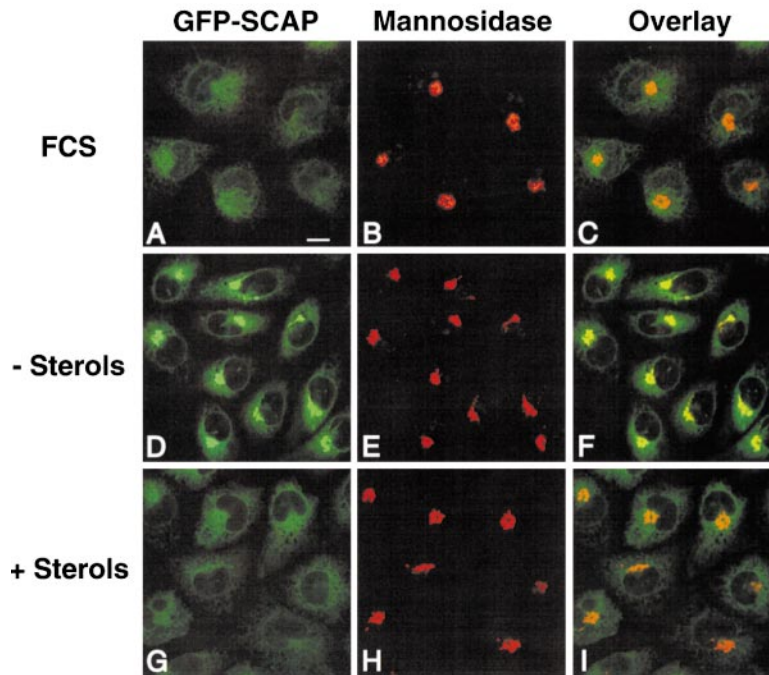 GFP-SCAP Mannosidase Overlay
FCS
A B C
- Sterols
D E F
+ Sterols
G H I